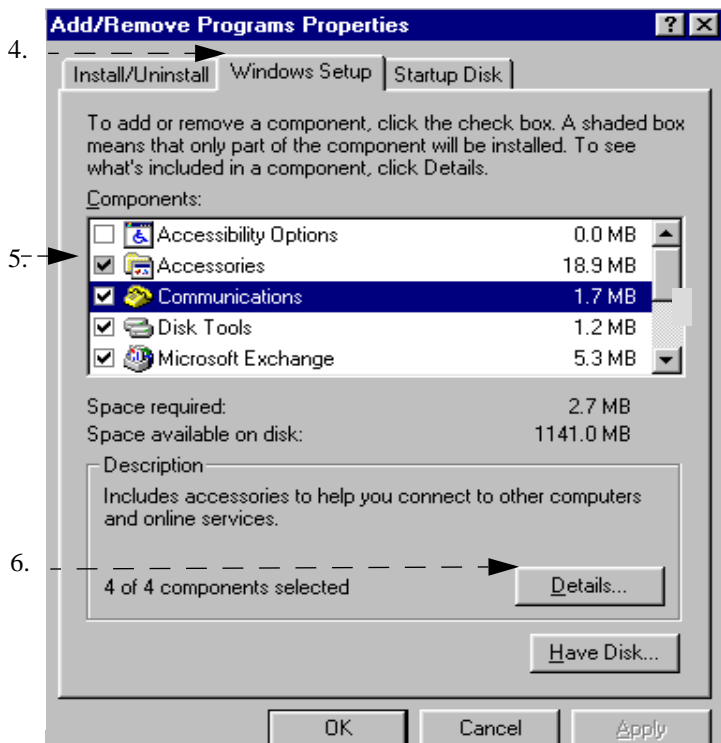 Add/Remove Programs Properties
4.
Install/Uninstall Windows Setup Startup Disk
To add or remove a component, click the check box. A shaded box
means that only part of the component will be installed. To see
what's included in a component, click Details.
Components:
Accessibility Options 0.0 MB
5.
Accessories 18.9 MB
Communications 1.7 MB
Disk Tools 1.2 MB
Microsoft Exchange 5.3 MB
Space required: 2.7 MB
Space available on disk: 1141.0 MB
Description
Includes accessories to help you connect to other computers
and online services.
6.
4 of 4 components selected Details...
Have Disk...
OK Cancel Apply